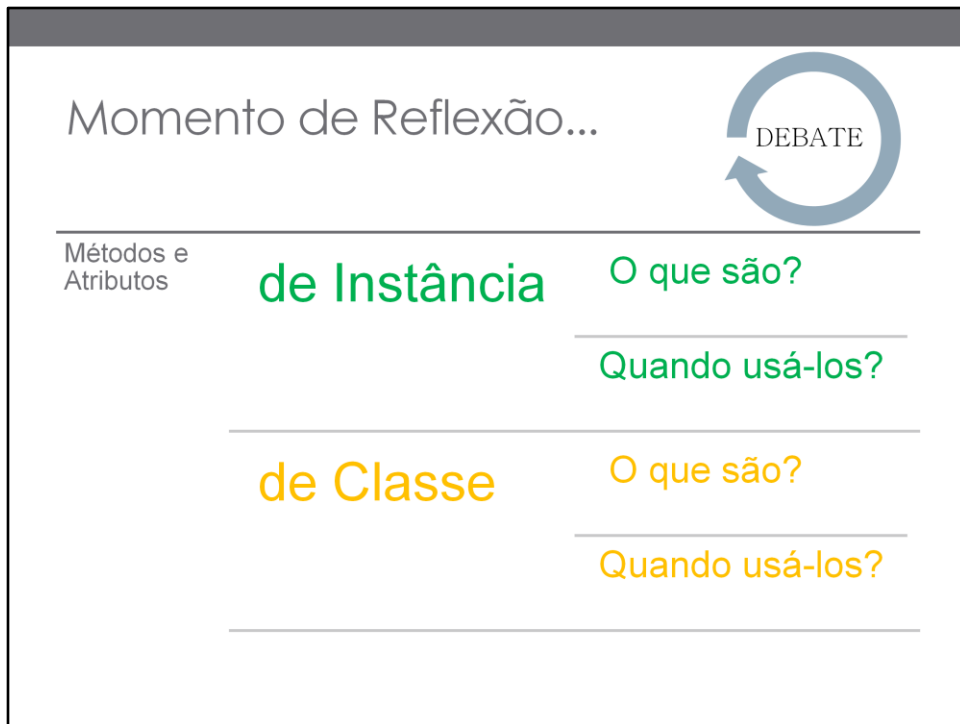 Momento de Reflexão...
DEBATE
Métodos e
Atributos
de Instância
O que são?
Quando usá-los?
de Classe
O que são?
Quando usá-los?